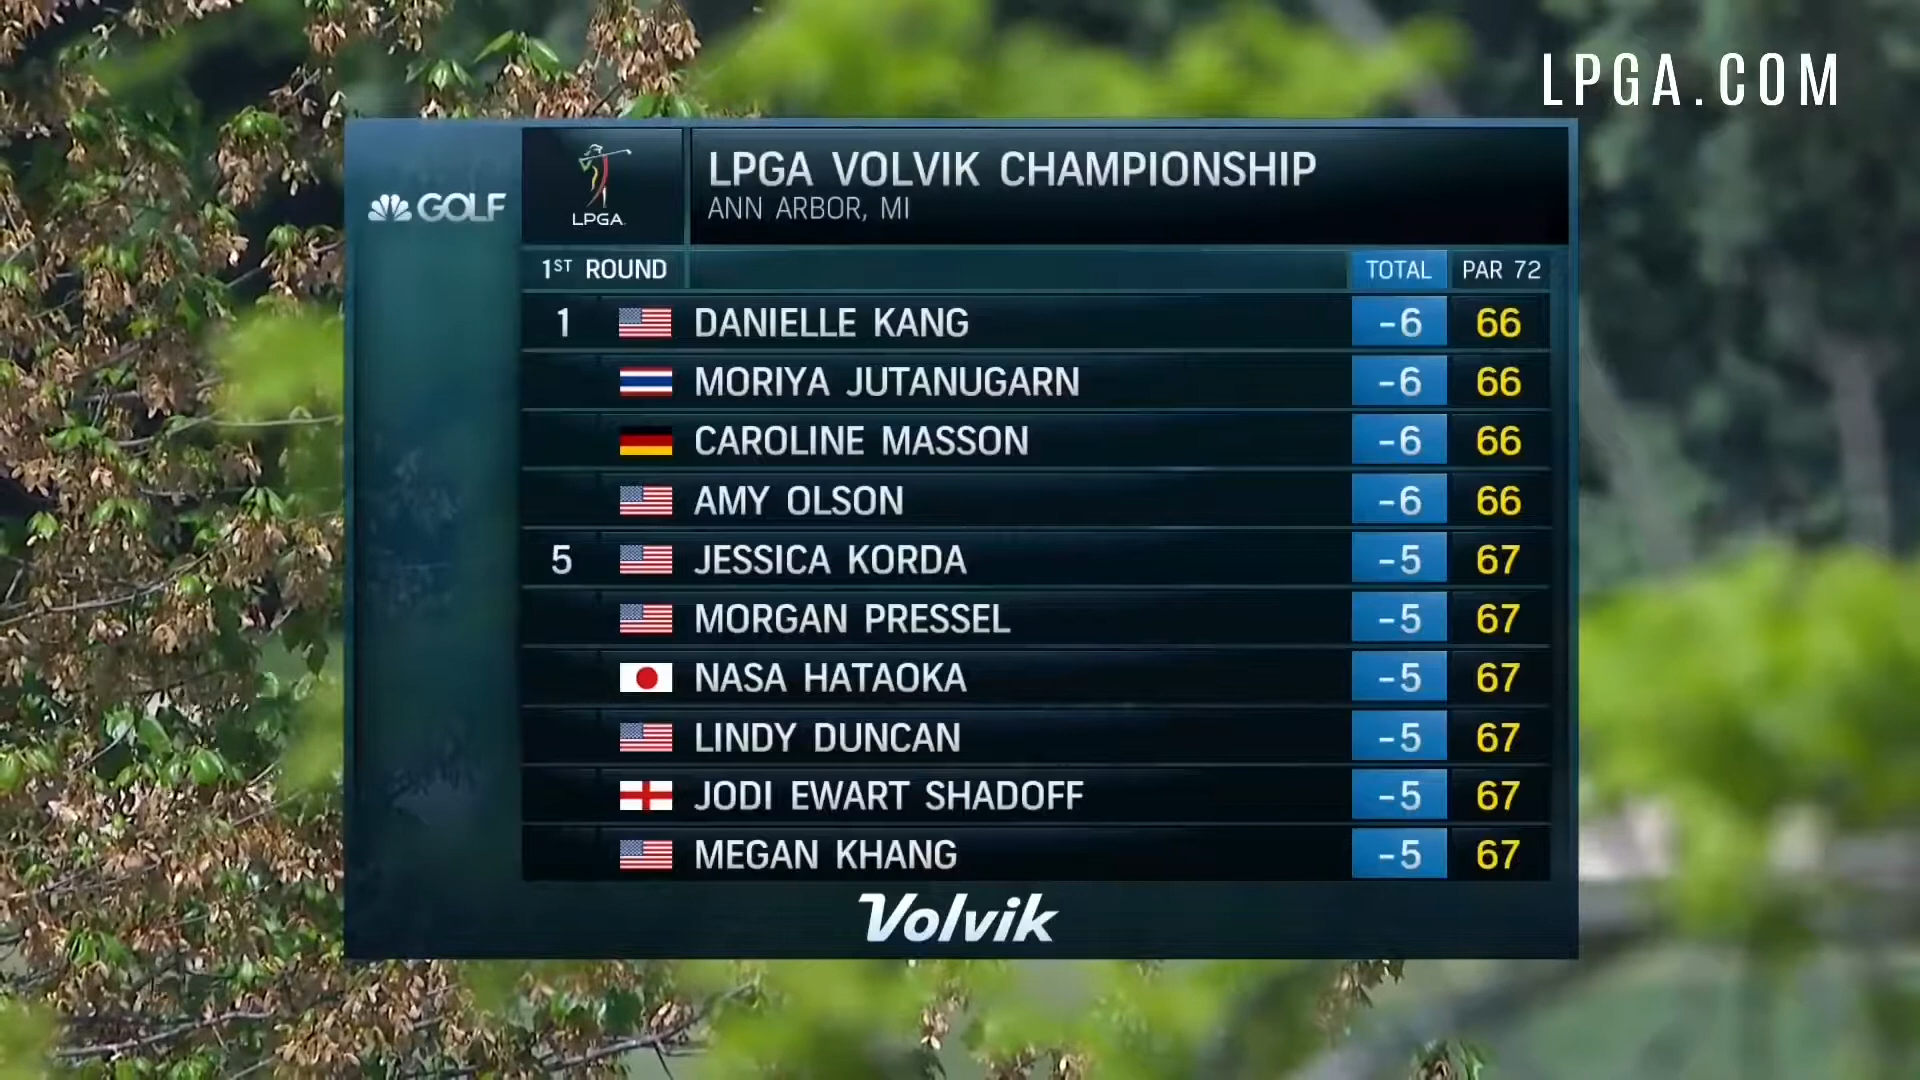 LPGA.COM
GOLF
LPGA
LPGA VOLVIK CHAMPIONSHIP
ANN ARBOR, MI
1ST ROUND TOTAL PAR 72
1 DANIELLE KANG -6 66
MORIYA JUTANUGARN -6 66
CAROLINE MASSON -6 66
AMY OLSON -6 66
5 JESSICA KORDA -5 67
MORGAN PRESSEL -5 67
NASA HATAOKA -5 67
LINDY DUNCAN -5 67
JODI EWART SHADOFF -5 67
MEGAN KHANG -5 67
Volvik